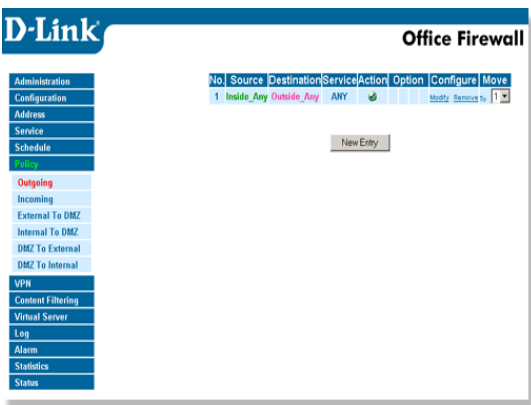 D-Link
Office Firewall
Administration
Configuration
Address
Service
Schedule
Policy
Outgoing
Incoming
External To DMZ
Internal To DMZ
DMZ To External
DMZ To Internal
VPN
Content Filtering
Virtual Server
Log
Alarm
Statistics
Status
No. Source Destination Service Action Option Configure Move
1 Inside_Any Outside_Any ANY Modify Remove To 1
New Entry